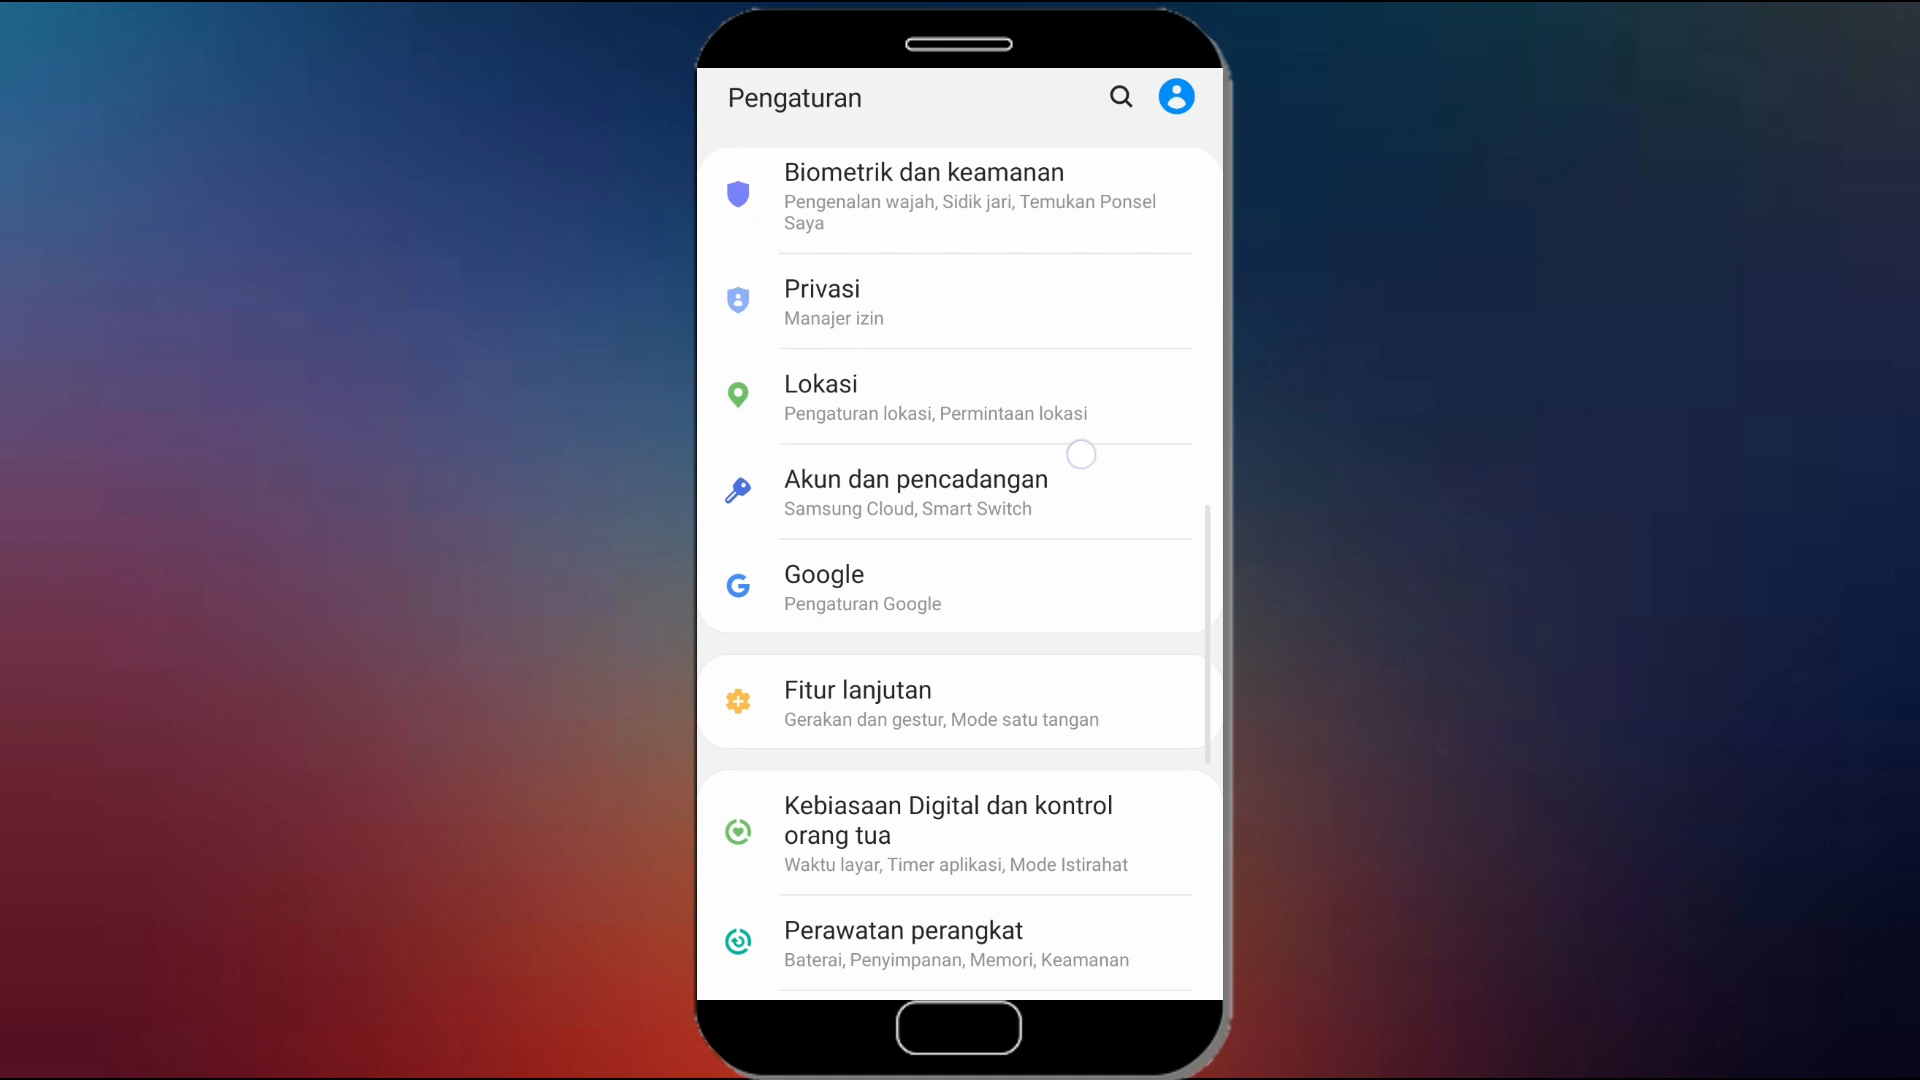 Pengaturan
Biometrik dan keamanan
Pengenalan wajah, Sidik jari, Temukan Ponsel
Saya
Privasi
Manajer izin
Lokasi
Pengaturan lokasi, Permintaan lokasi
Akun dan pencadangan
Samsung Cloud, Smart Switch
Google
Pengaturan Google
Fitur lanjutan
Gerakan dan gestur, Mode satu tangan
Kebiasaan Digital dan kontrol
orang tua
Waktu layar, Timer aplikasi, Mode Istirahat
Perawatan perangkat
Baterai, Penyimpanan, Memori, Keamanan